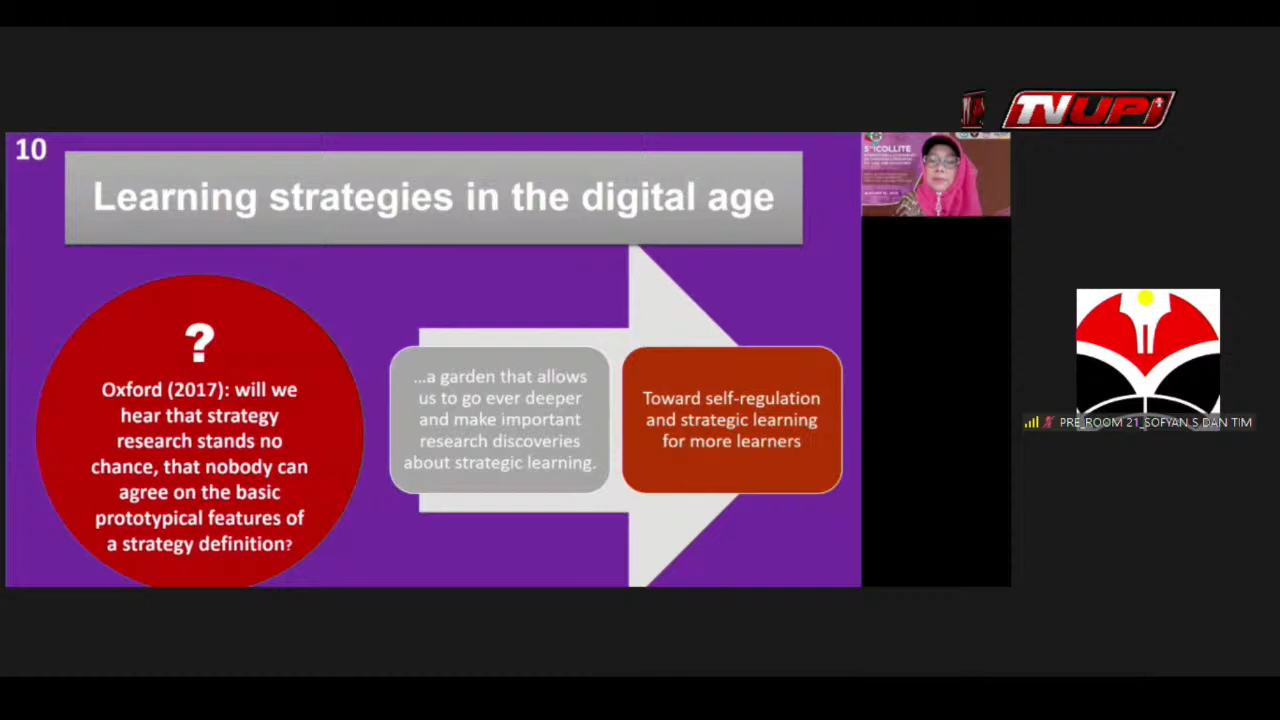 10
Learning strategies in the digital age
?
Oxford (2017): will we
hear that strategy
research stands no
chance, that nobody can
agree on the basic
prototypical features of
a strategy definition?
...a garden that allows
us to go ever deeper
and make important
research discoveries
about strategic learning.
Toward self-regulation
and strategic learning
for more learners
TVUPI
5thICOLLITE
PRE_ROOM 21_SOFYAN S DAN TIM